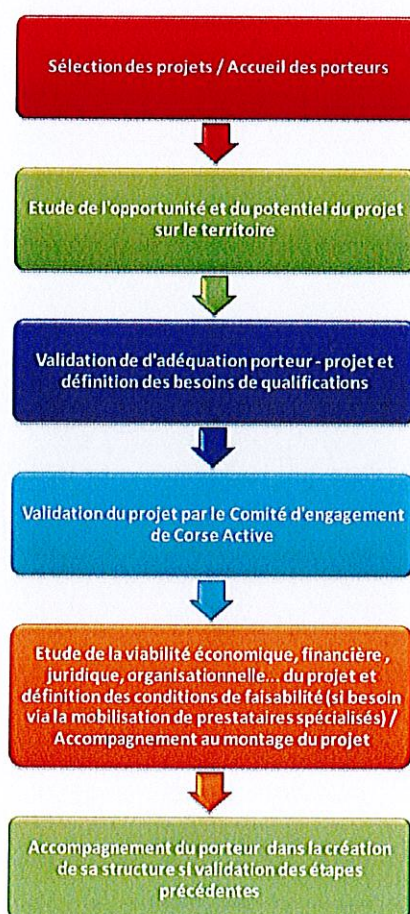 Sélection des projets / Accueil des porteurs
Etude de l'opportunité et du potentiel du projet
sur le territoire
Validation de d'adéquation porteur - projet et
définition des besoins de qualifications
Validation du projet par le Comité d'engagement
de Corse Active
Etude de la viabilité économique, financière ,
juridique, organisationnelle... du projet et
définition des conditions de faisabilité (si besoin
via la mobilisation de prestataires spécialisés) /
Accompagnement au montage du projet
Accompagnement du porteur dans la création
de sa structure si validation des étapes
précédentes